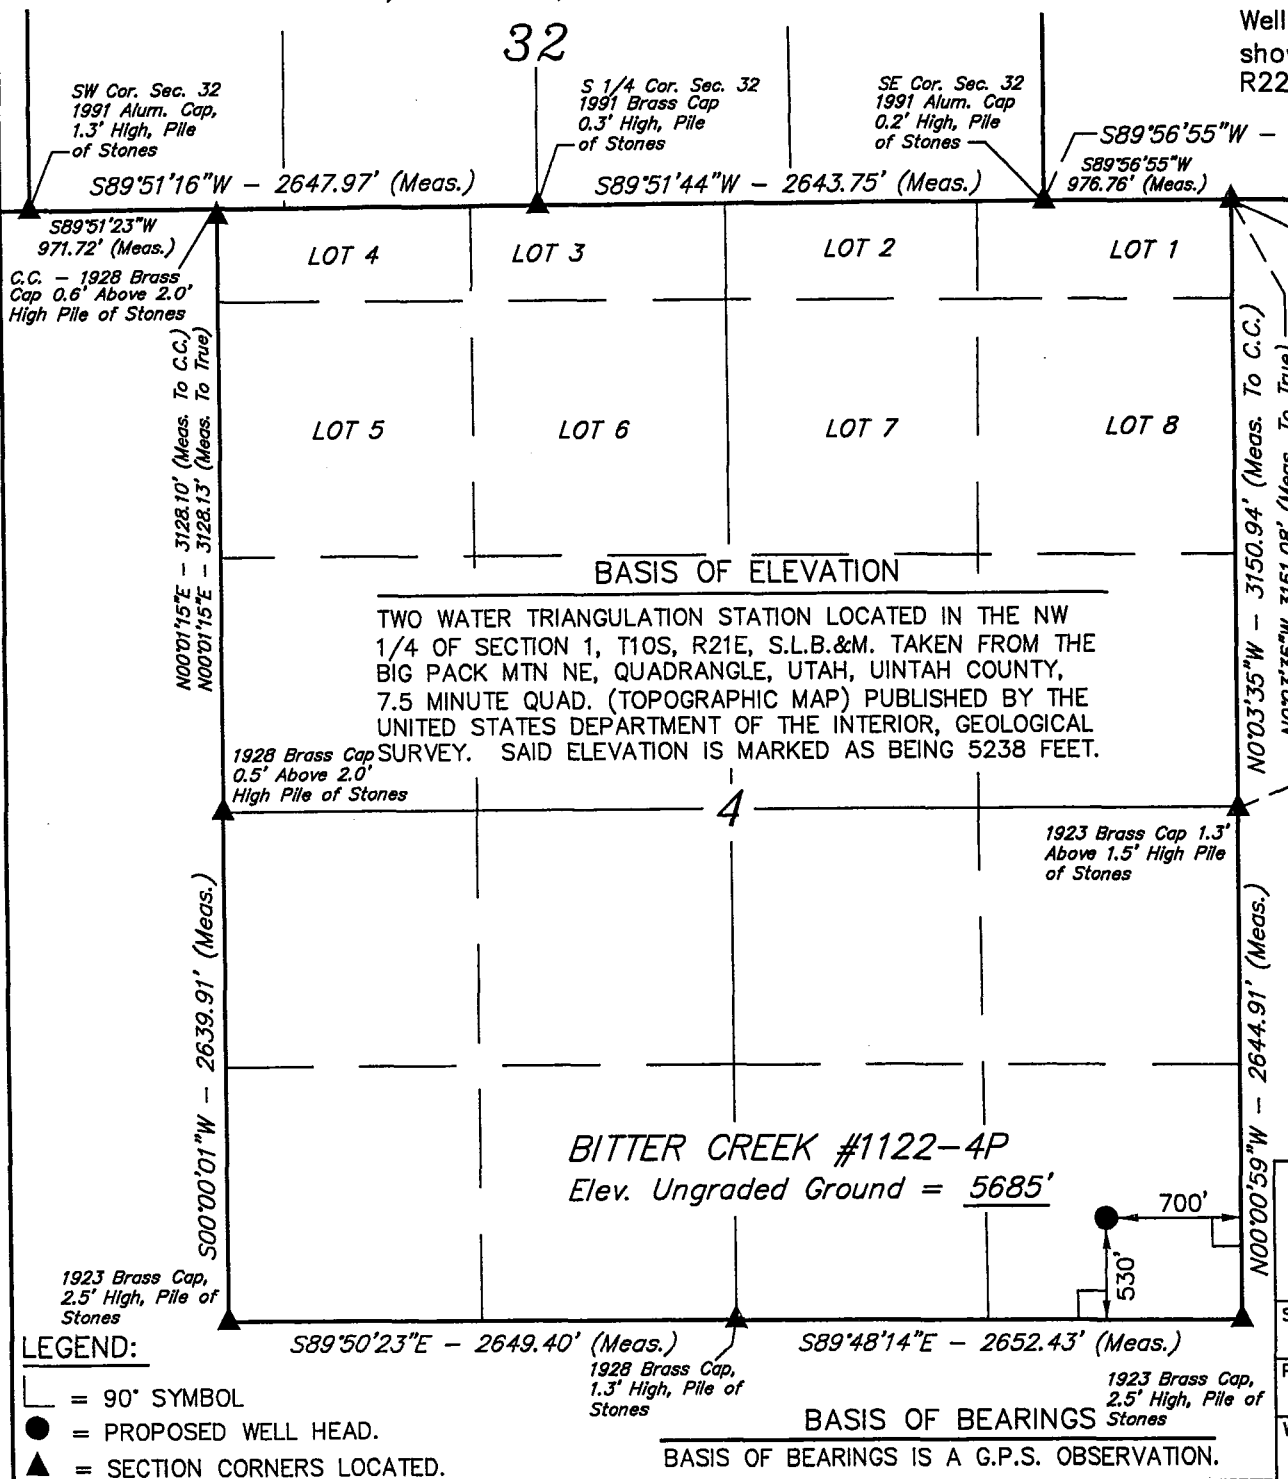 32
Well
R22
SW Cor. Sec. 32
1991 Alum. Cap,
1.3' High, Pile
of Stones
S 1/4 Cor. Sec. 32
1991 Brass Cap
0.3' High, Pile
of Stones
SE Cor. Sec. 32
1991 Alum. Cap
0.2' High, Pile
of Stones
S89°56'55"W –
S89°56'55"W
976.76' (Meas.)
S89°51'16"W – 2647.97' (Meas.)
S89°51'44"W – 2643.75' (Meas.)
S89°51'23"W
971.72' (Meas.)
C.C. – 1928 Brass
Cap 0.6' Above 2.0'
High Pile of Stones
LOT 4
LOT 3
LOT 2
LOT 1
N00°01'15"E – 3128.10' (Meas. To C.C.)
N00°01'15"E – 3128.13' (Meas. To True)
LOT 5
LOT 6
LOT 7
LOT 8
N0°03'35"W – 3150.94' (Meas. To C.C.)
3161.08' (Meas. To True)
BASIS OF ELEVATION
TWO WATER TRIANGULATION STATION LOCATED IN THE NW
1/4 OF SECTION 1, T10S, R21E, S.L.B.&M. TAKEN FROM THE
BIG PACK MTN NE, QUADRANGLE, UTAH, UINTAH COUNTY,
7.5 MINUTE QUAD. (TOPOGRAPHIC MAP) PUBLISHED BY THE
UNITED STATES DEPARTMENT OF THE INTERIOR, GEOLOGICAL
SURVEY. SAID ELEVATION IS MARKED AS BEING 5238 FEET.
1928 Brass Cap
0.5' Above 2.0'
High Pile of Stones
4
1923 Brass Cap 1.3'
Above 1.5' High Pile
of Stones
S00°00'01"W – 2639.91' (Meas.)
N00°00'59"W – 2644.91' (Meas.)
BITTER CREEK #1122-4P
Elev. Ungraded Ground = 5685'
700'
530'
1923 Brass Cap,
2.5' High, Pile of
Stones
S89°50'23"E – 2649.40' (Meas.)
S89°48'14"E – 2652.43' (Meas.)
1928 Brass Cap,
1.3' High, Pile of
Stones
1923 Brass Cap,
2.5' High, Pile of
Stones
LEGEND:
= 90° SYMBOL
= PROPOSED WELL HEAD.
= SECTION CORNERS LOCATED.
BASIS OF BEARINGS
BASIS OF BEARINGS IS A G.P.S. OBSERVATION.